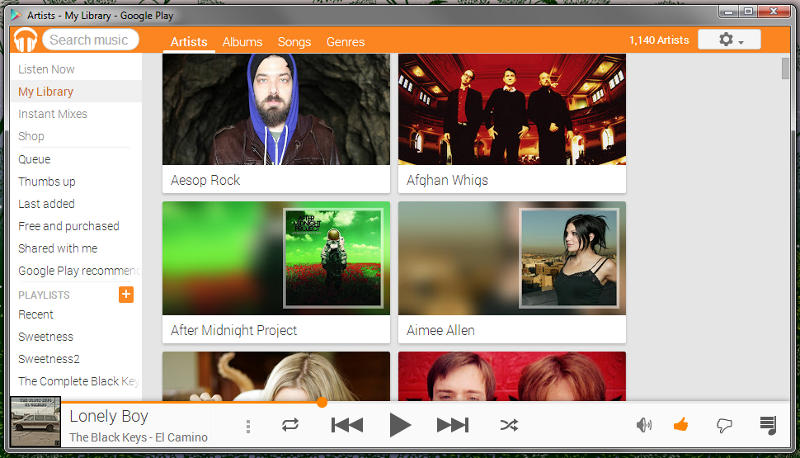 Artists - My Library - Google Play
Search music
Artists
Albums
Songs
Genres
1,140 Artists
Listen Now
My Library
Instant Mixes
Shop
Queue
Thumbs up
Last added
Free and purchased
Shared with me
Google Play recommen
PLAYLISTS
Recent
Sweetness
Sweetness2
The Complete Black Key
Aesop Rock
Afghan Whigs
AFTER
MIDNIGHT
PROJECT
After Midnight Project
Aimee Allen
Lonely Boy
The Black Keys - El Camino